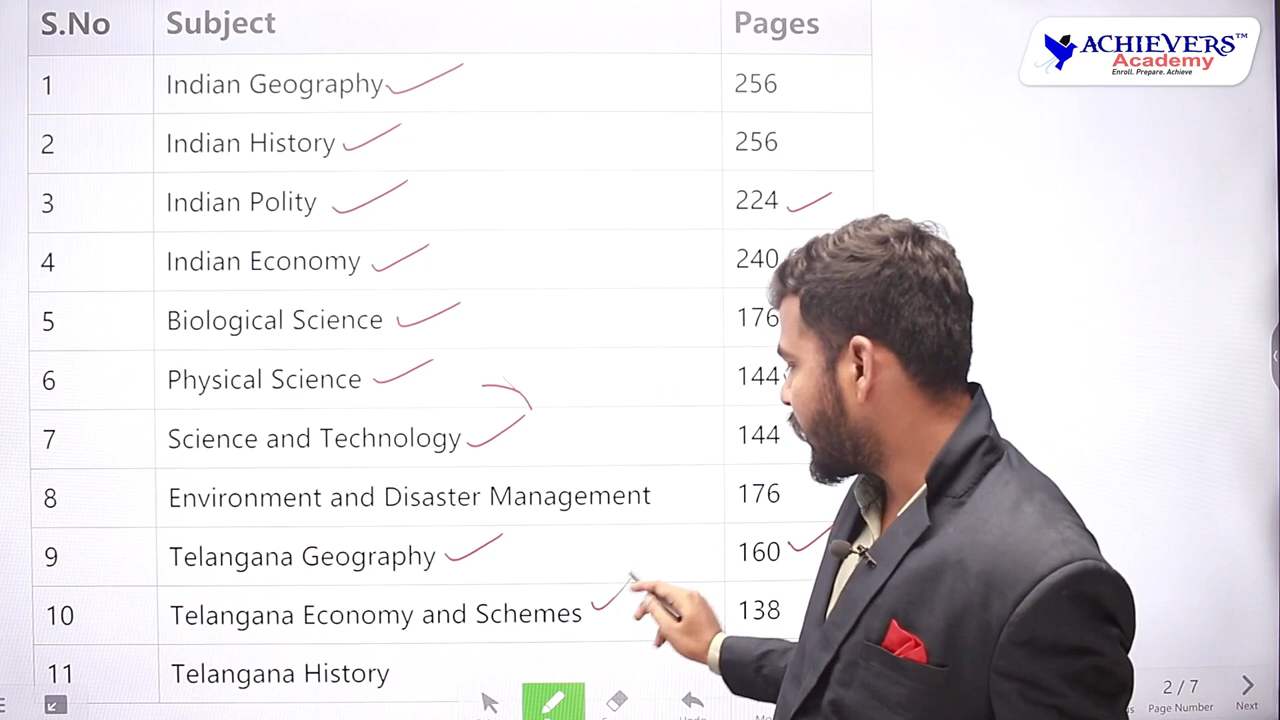 S.No Subject Pages
1 Indian Geography 256
2 Indian History 256
3 Indian Polity 224
4 Indian Economy 240
5 Biological Science 176
6 Physical Science 144
7 Science and Technology 144
8 Environment and Disaster Management 176
9 Telangana Geography 160
10 Telangana Economy and Schemes 138
11 Telangana History
ACHIEVERS™
Academy
Enroll. Prepare. Achieve
2 / 7
Page Number
Next
Undo